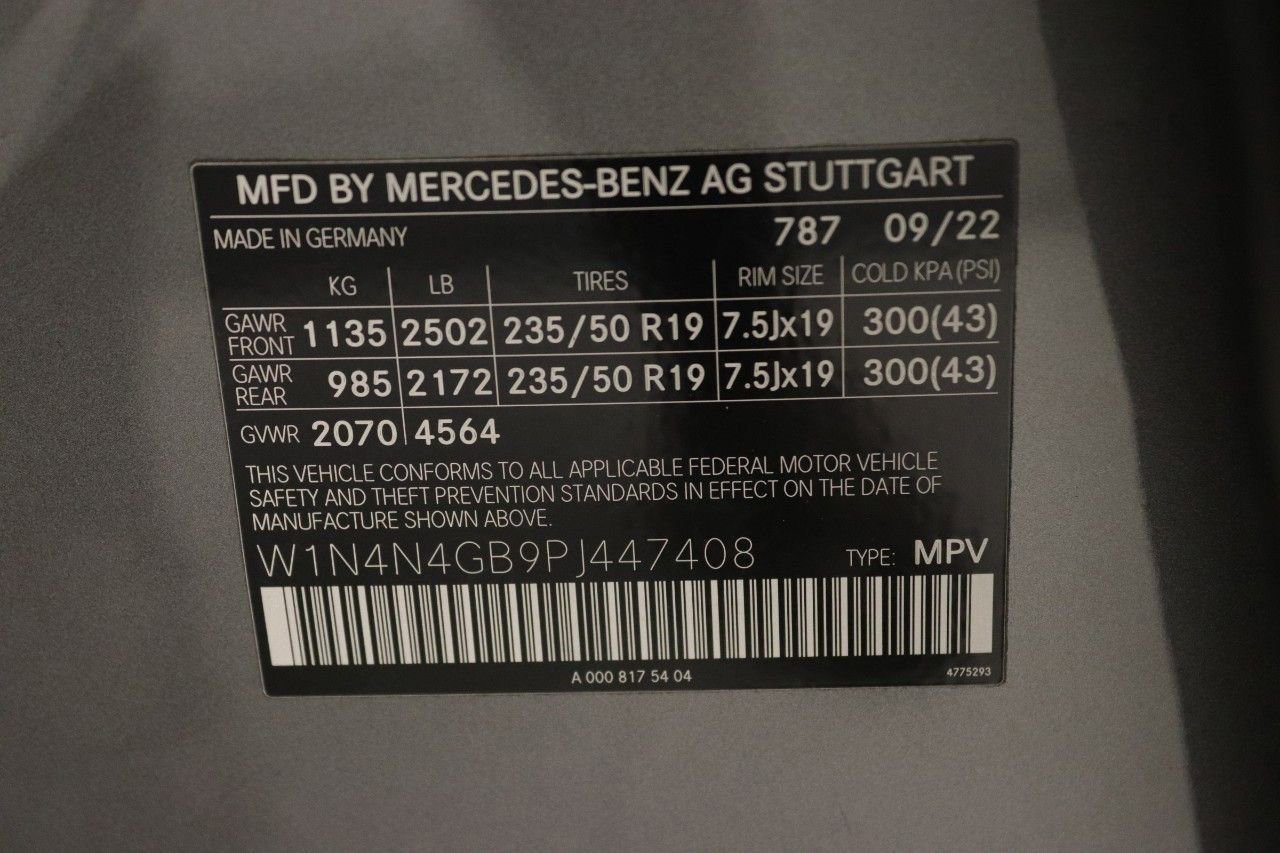 MFD BY MERCEDES-BENZ AG STUTTGART
MADE IN GERMANY 787 09/22
KG LB TIRES RIM SIZE COLD KPA (PSI)
GAWR FRONT 1135 2502 235/50 R19 7.5Jx19 300(43)
GAWR REAR 985 2172 235/50 R19 7.5Jx19 300(43)
GVWR 2070 4564
THIS VEHICLE CONFORMS TO ALL APPLICABLE FEDERAL MOTOR VEHICLE
SAFETY AND THEFT PREVENTION STANDARDS IN EFFECT ON THE DATE OF
MANUFACTURE SHOWN ABOVE.
W1N4N4GB9PJ447408 TYPE: MPV
A 000 817 54 04 4775293